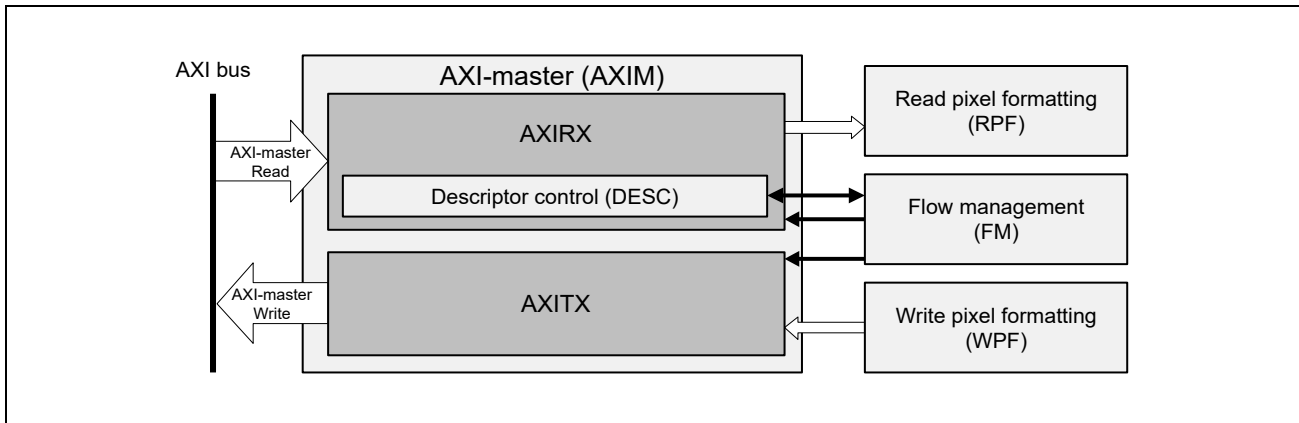 AXI bus
AXI-master (AXIM)
AXI-master
Read
AXIRX
Descriptor control (DESC)
Read pixel formatting
(RPF)
Flow management
(FM)
AXI-master
Write
AXITX
Write pixel formatting
(WPF)